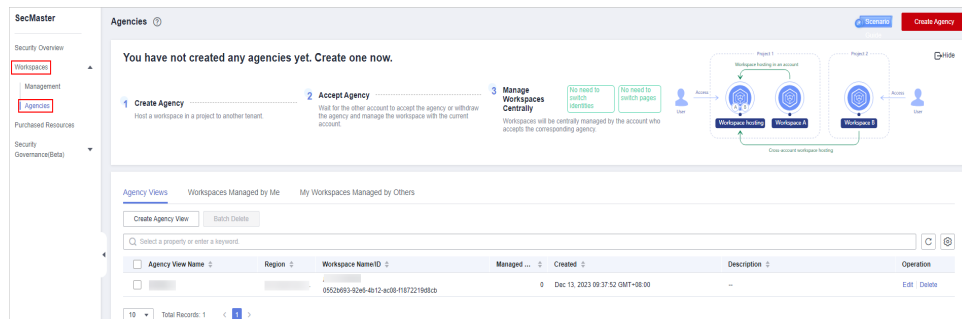 SecMaster
Security Overview
Workspaces
Management
Agencies
Purchased Resources
Security
Governance(Beta)
Agencies
Scenario
Create Agency
You have not created any agencies yet. Create one now.
Hide
1 Create Agency
Host a workspace in a project to another tenant.
2 Accept Agency
Wait for the other account to accept the agency or withdraw
the agency and manage the workspace with the current
account.
3 Manage
Workspaces
Centrally
No need to
switch
identities
No need to
switch pages
Workspaces will be centrally managed by the account who
accepts the corresponding agency.
Project 1
Project 2
Workspace hosting in an account
Access
User
A
B
Workspace hosting
Workspace A
Workspace B
Access
User
Cross-account workspace hosting
Agency Views
Workspaces Managed by Me
My Workspaces Managed by Others
Create Agency View
Batch Delete
Select a property or enter a keyword.
Agency View Name
Region
Workspace Name/ID
Managed ...
Created
Description
Operation
0552b693-92e6-4b12-ac08-f1872219d8cb
0
Dec 13, 2023 09:37:52 GMT+08:00
--
Edit
Delete
10
Total Records: 1
< 1 >